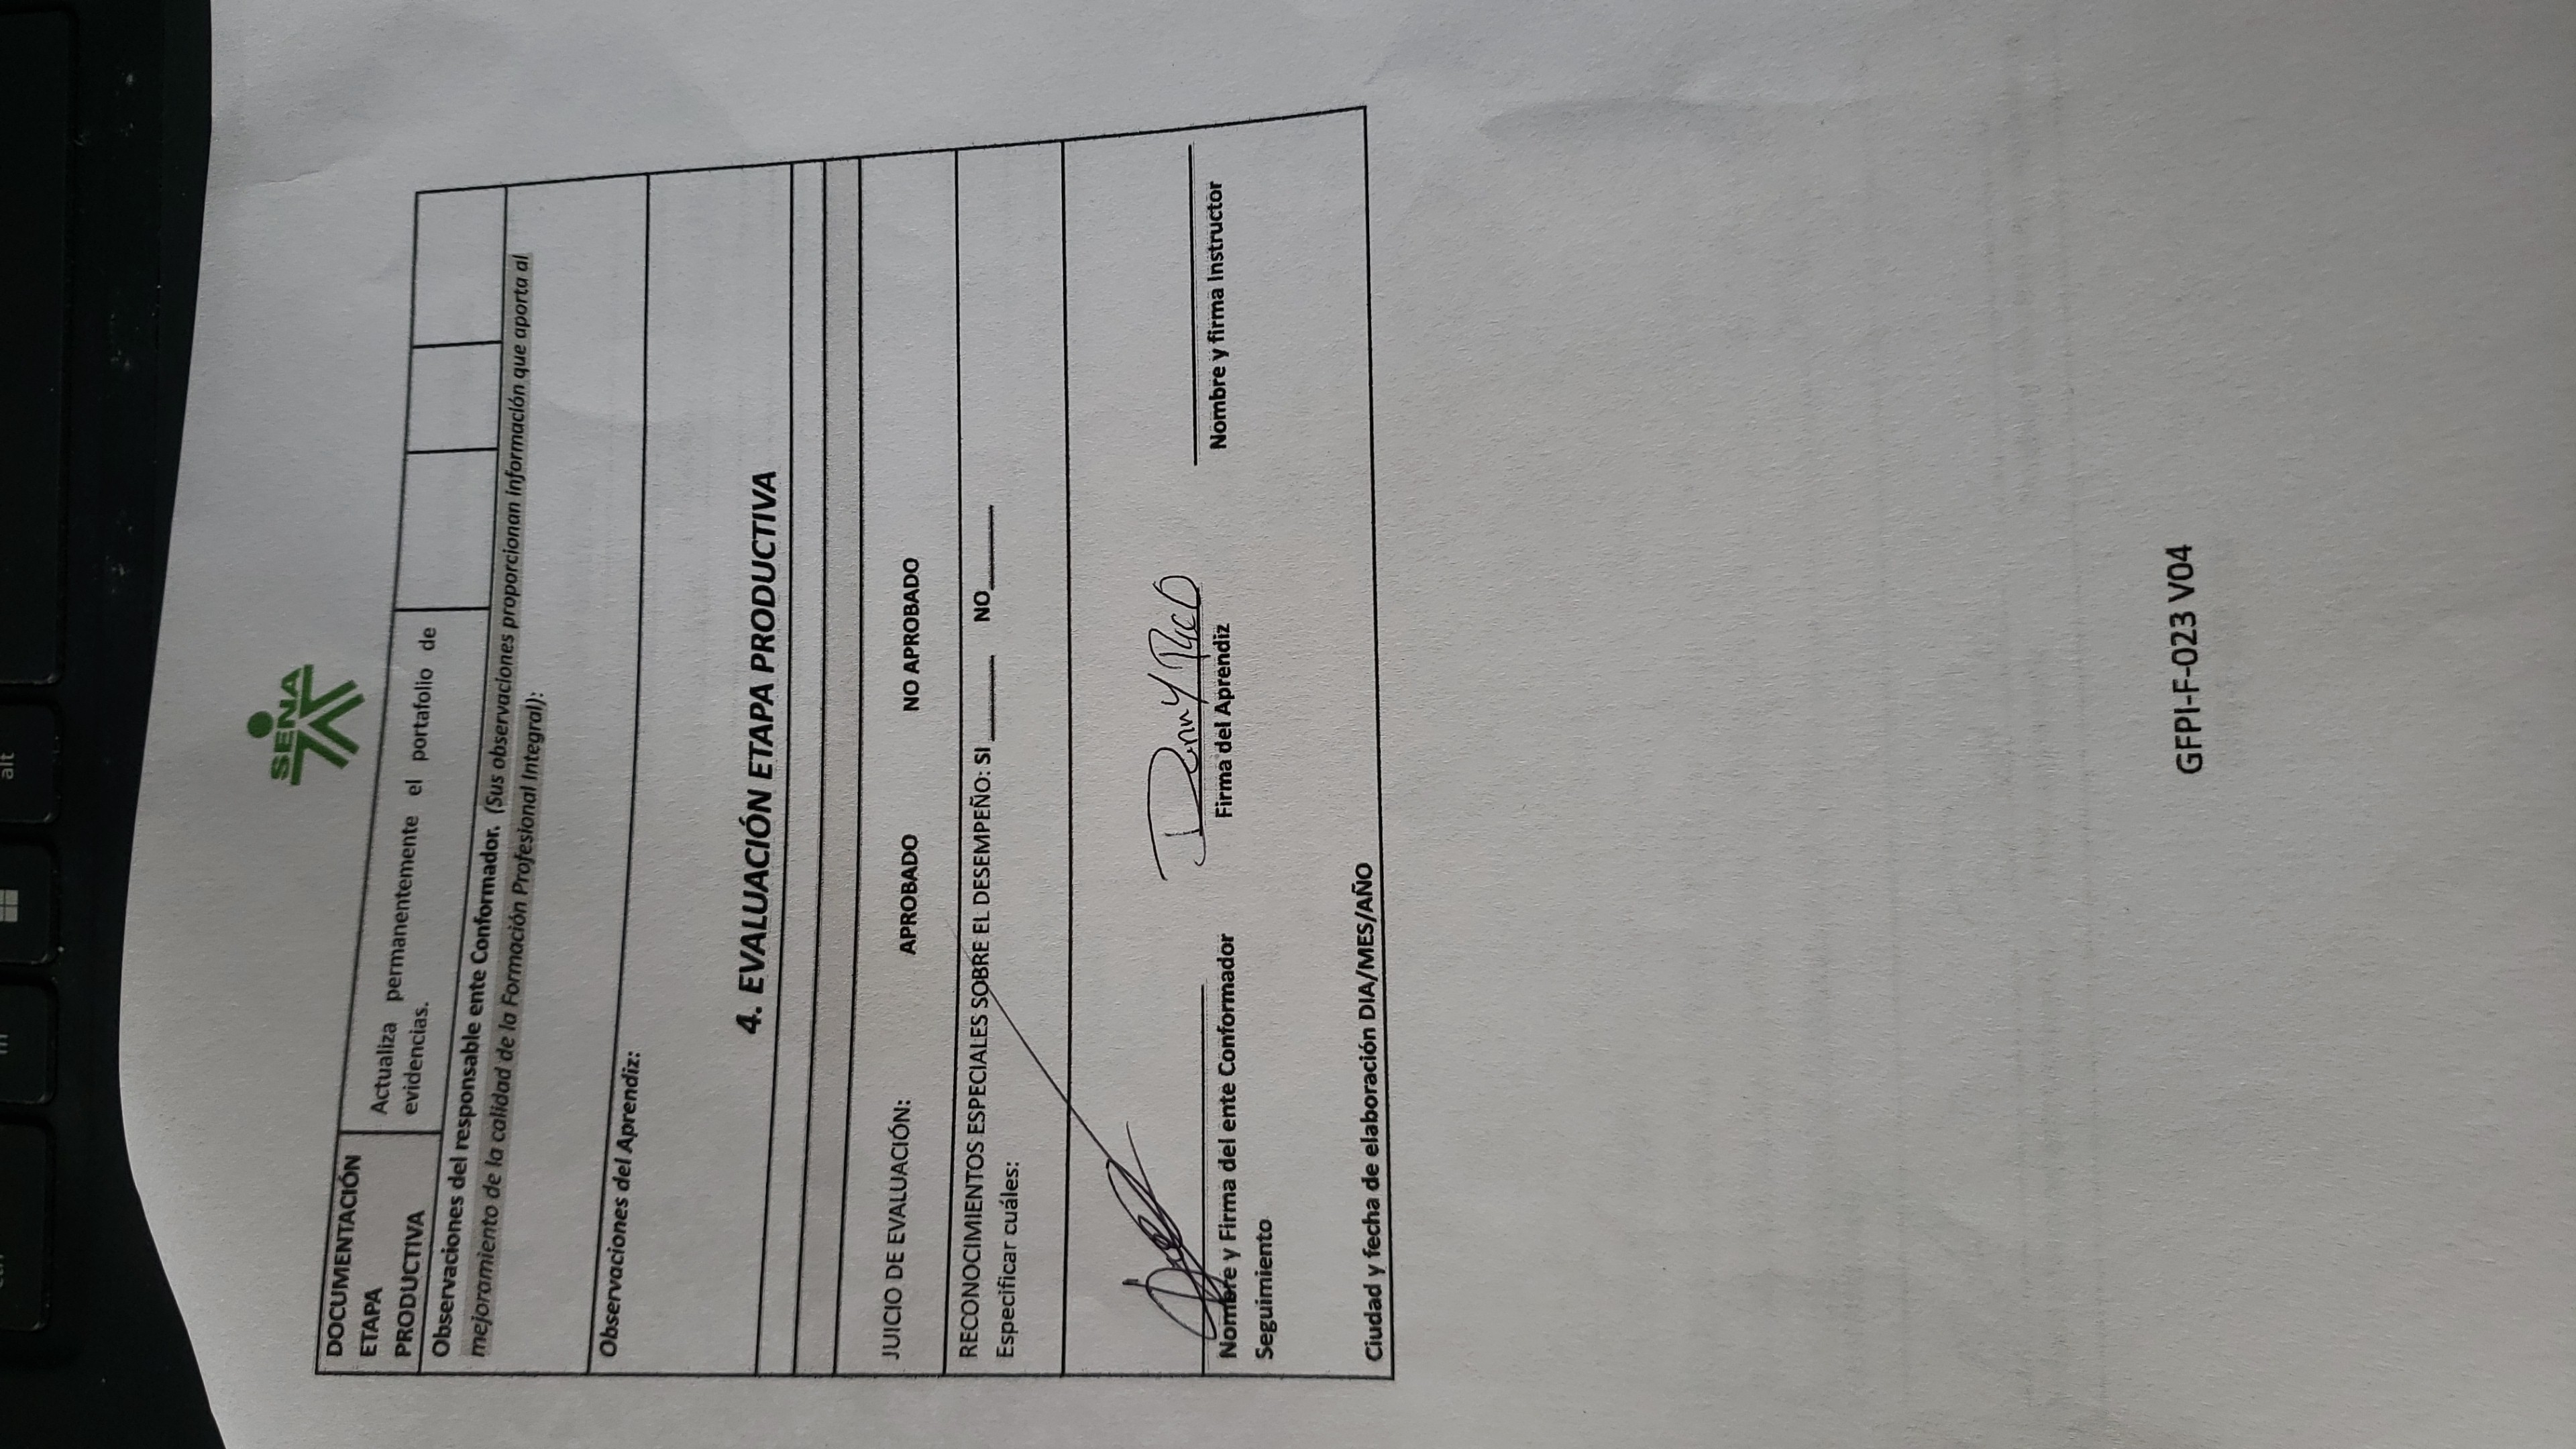 alt
SENA
DOCUMENTACIÓN
ETAPA
PRODUCTIVA
Actualiza permanentemente el portafolio de
evidencias.
Observaciones del responsable ente Conformador. (Sus observaciones proporcionan información que aporta al
mejoramiento de la calidad de la Formación Profesional Integral):
Observaciones del Aprendiz:
4. EVALUACIÓN ETAPA PRODUCTIVA
JUICIO DE EVALUACIÓN: APROBADO NO APROBADO
RECONOCIMIENTOS ESPECIALES SOBRE EL DESEMPEÑO: SI ______ NO______
Especificar cuáles:
Danny Rico
Nombre y Firma del ente Conformador Firma del Aprendiz Nombre y firma Instructor
Seguimiento
Ciudad y fecha de elaboración DIA/MES/AÑO
GFPI-F-023 V04